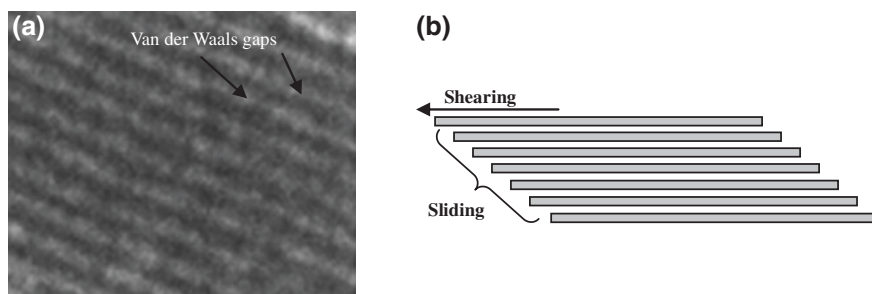 (a)
Van der Waals gaps
(b)
Shearing
Sliding